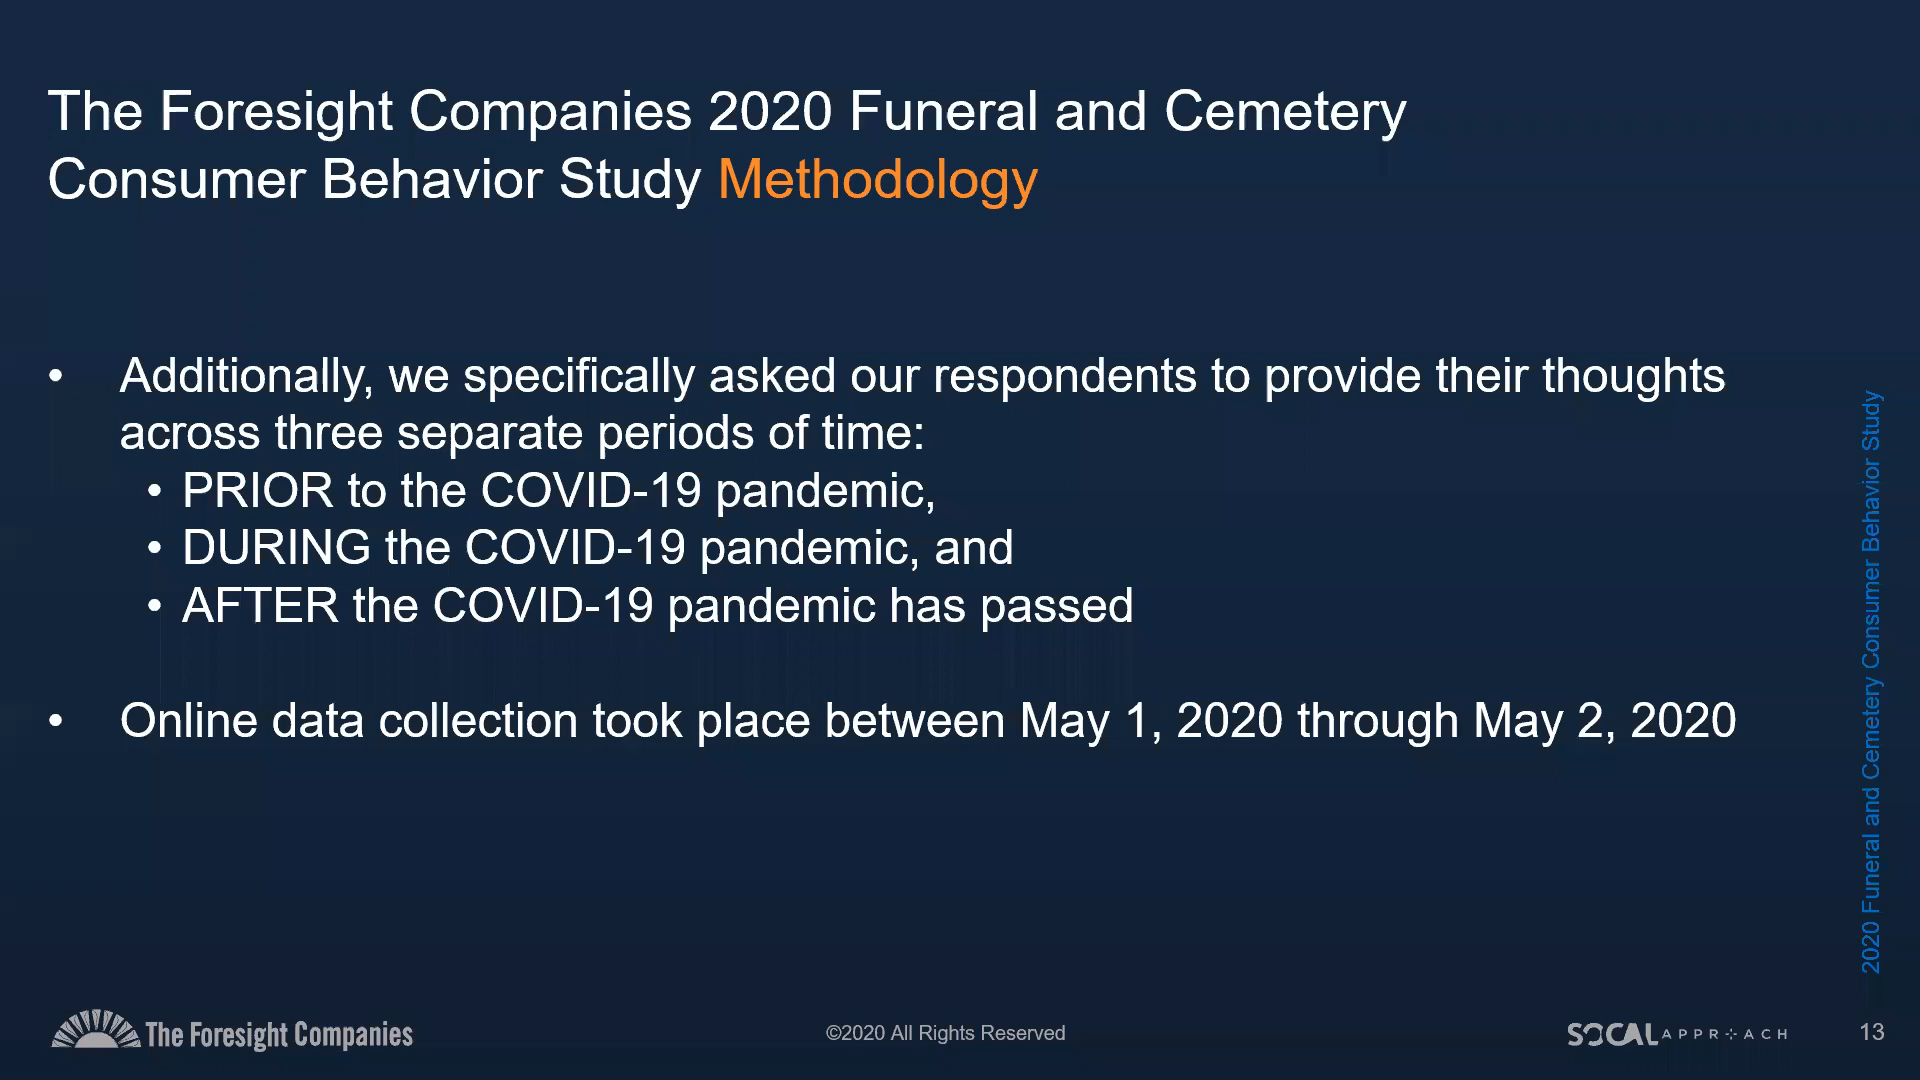 The Foresight Companies 2020 Funeral and Cemetery
Consumer Behavior Study Methodology
• Additionally, we specifically asked our respondents to provide their thoughts
across three separate periods of time:
• PRIOR to the COVID-19 pandemic,
• DURING the COVID-19 pandemic, and
• AFTER the COVID-19 pandemic has passed
• Online data collection took place between May 1, 2020 through May 2, 2020
2020 Funeral and Cemetery Consumer Behavior Study
The Foresight Companies
©2020 All Rights Reserved
SOCAL APPROACH
13